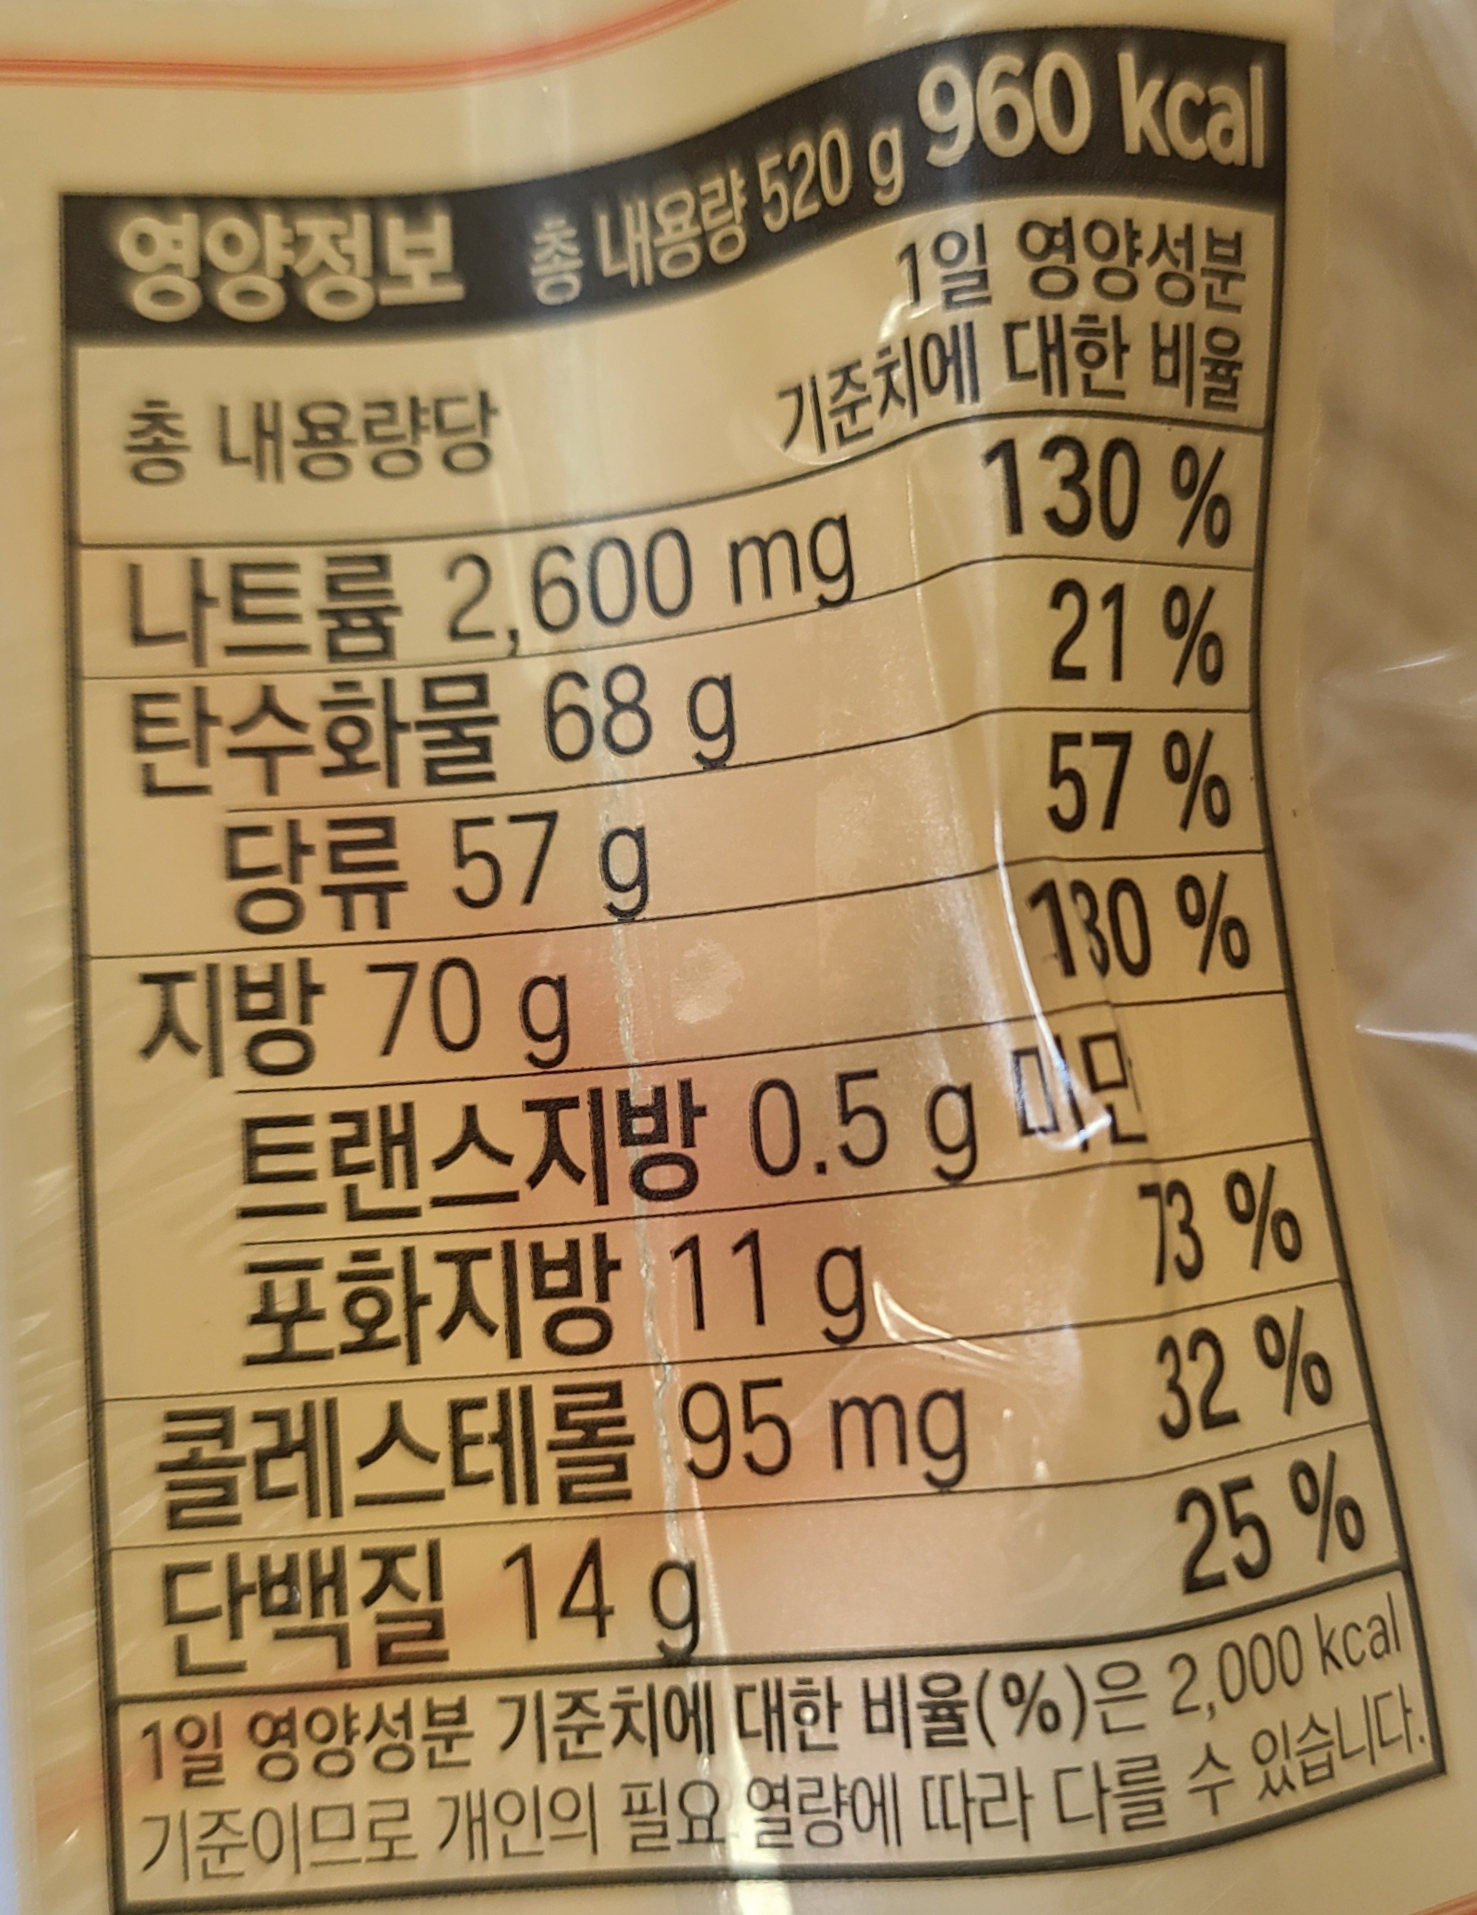 영양정보 총 내용량 520 g 960 kcal
총 내용량당 1일 영양성분
기준치에 대한 비율
나트륨 2,600 mg 130 %
탄수화물 68 g 21 %
당류 57 g 57 %
지방 70 g 130 %
트랜스지방 0.5 g 미만
포화지방 11 g 73 %
콜레스테롤 95 mg 32 %
단백질 14 g 25 %
1일 영양성분 기준치에 대한 비율(%)은 2,000 kcal
기준이므로 개인의 필요 열량에 따라 다를 수 있습니다.